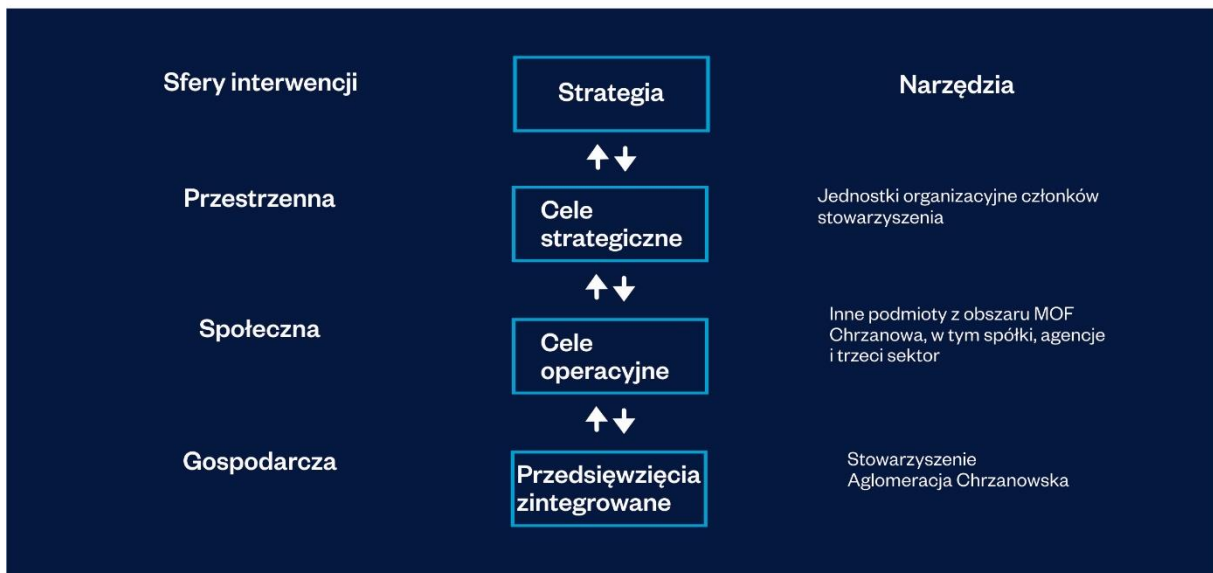 Sfery interwencji
Strategia
Narzędzia
Przestrzenna
Cele
strategiczne
Jednostki organizacyjne członków
stowarzyszenia
Społeczna
Cele
operacyjne
Inne podmioty z obszaru MOF
Chrzanowa, w tym spółki, agencje
i trzeci sektor
Gospodarcza
Przedsięwzięcia
zintegrowane
Stowarzyszenie
Aglomeracja Chrzanowska